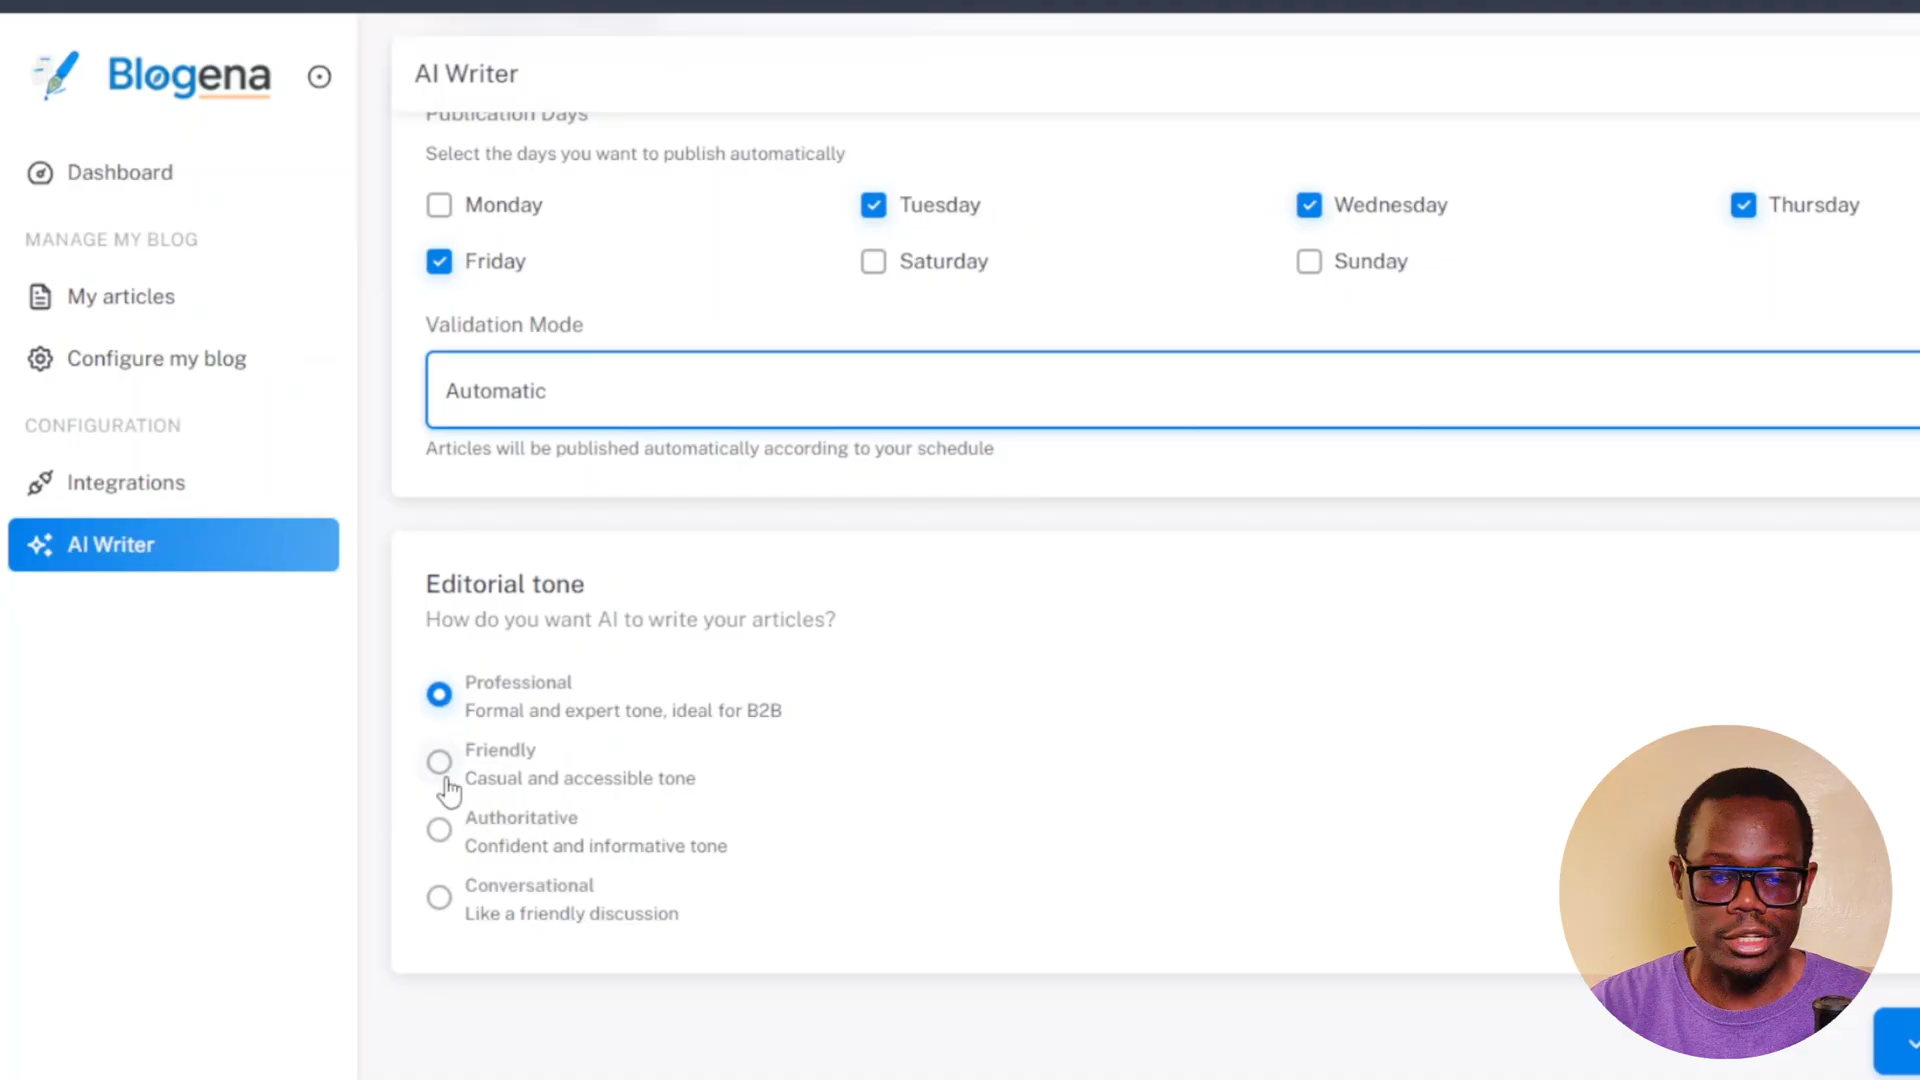 Blogena
Dashboard
MANAGE MY BLOG
My articles
Configure my blog
CONFIGURATION
Integrations
AI Writer
AI Writer
Publication Days
Select the days you want to publish automatically
Monday
Tuesday
Wednesday
Thursday
Friday
Saturday
Sunday
Validation Mode
Automatic
Articles will be published automatically according to your schedule
Editorial tone
How do you want AI to write your articles?
Professional
Formal and expert tone, ideal for B2B
Friendly
Casual and accessible tone
Authoritative
Confident and informative tone
Conversational
Like a friendly discussion